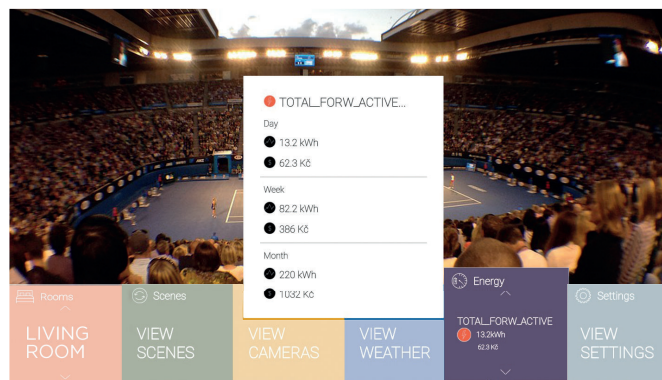 TOTAL_FORW_ACTIVE...
Day
13.2 kWh
62.3 Kč
Week
82.2 kWh
386 Kč
Month
220 kWh
1032 Kč
Rooms
LIVING
ROOM
Scenes
VIEW
SCENES
VIEW
CAMERAS
VIEW
WEATHER
Energy
TOTAL_FORW_ACTIVE
13.2kWh
62.3 Kč
Settings
VIEW
SETTINGS